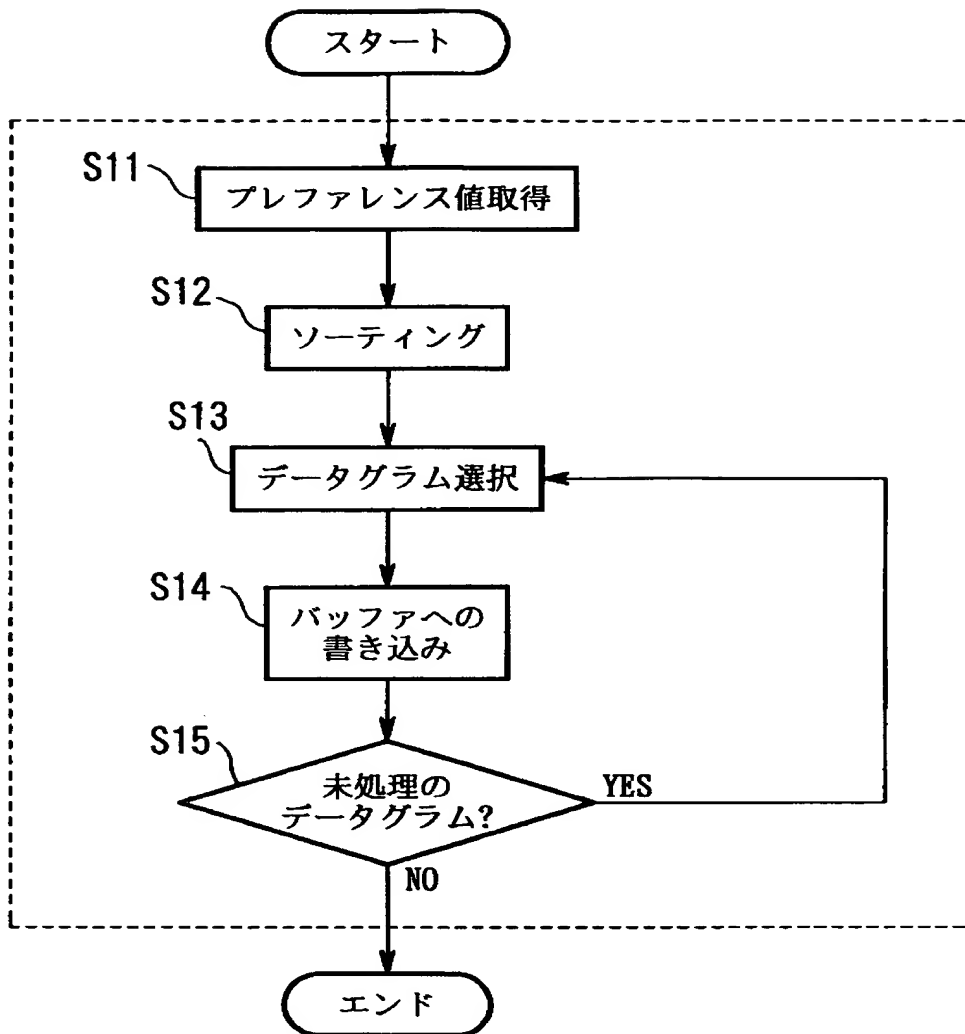 スタート
S11
プレファレンス値取得
S12
ソーティング
S13
データグラム選択
S14
バッファへの
書き込み
S15
未処理の
データグラム?
YES
NO
エンド